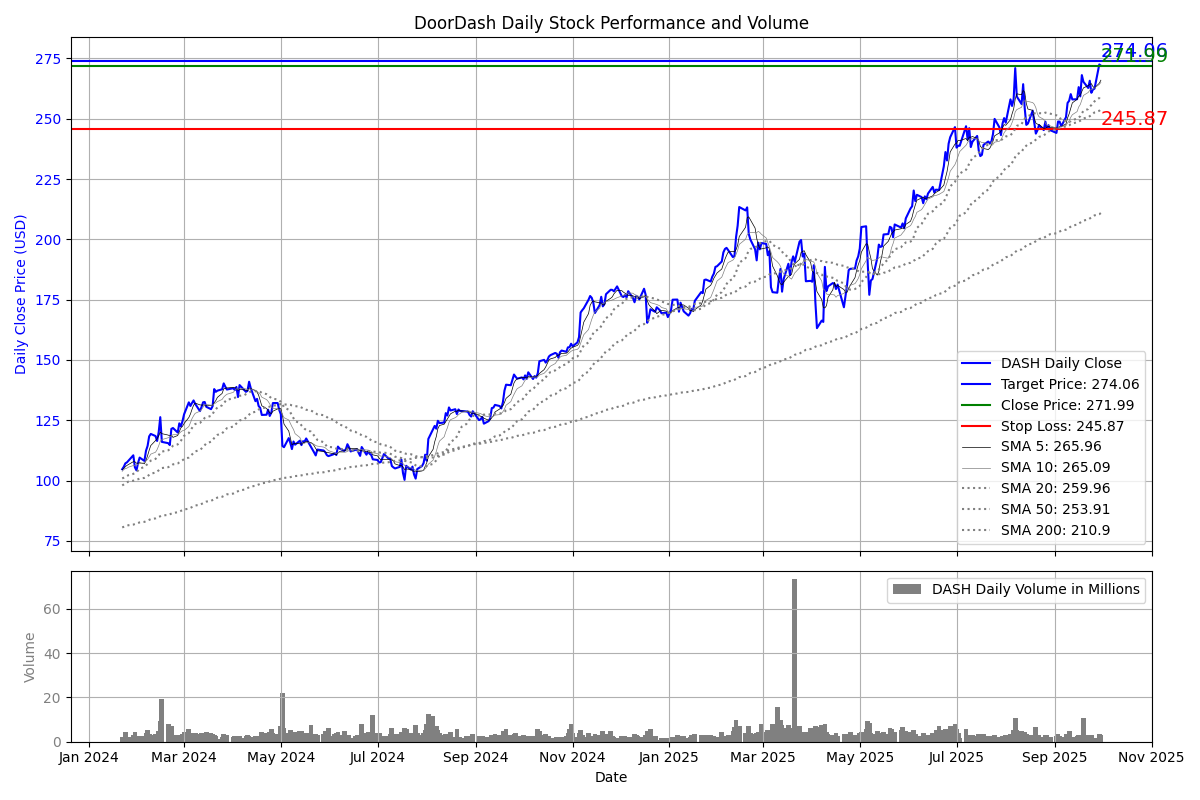 DoorDash Daily Stock Performance and Volume
274.06
271.99
245.87
275
250
225
200
175
150
125
100
75
Daily Close Price (USD)
DASH Daily Close
Target Price: 274.06
Close Price: 271.99
Stop Loss: 245.87
SMA 5: 265.96
SMA 10: 265.09
SMA 20: 259.96
SMA 50: 253.91
SMA 200: 210.9
DASH Daily Volume in Millions
60
40
20
0
Volume
Jan 2024 Mar 2024 May 2024 Jul 2024 Sep 2024 Nov 2024 Jan 2025 Mar 2025 May 2025 Jul 2025 Sep 2025 Nov 2025
Date